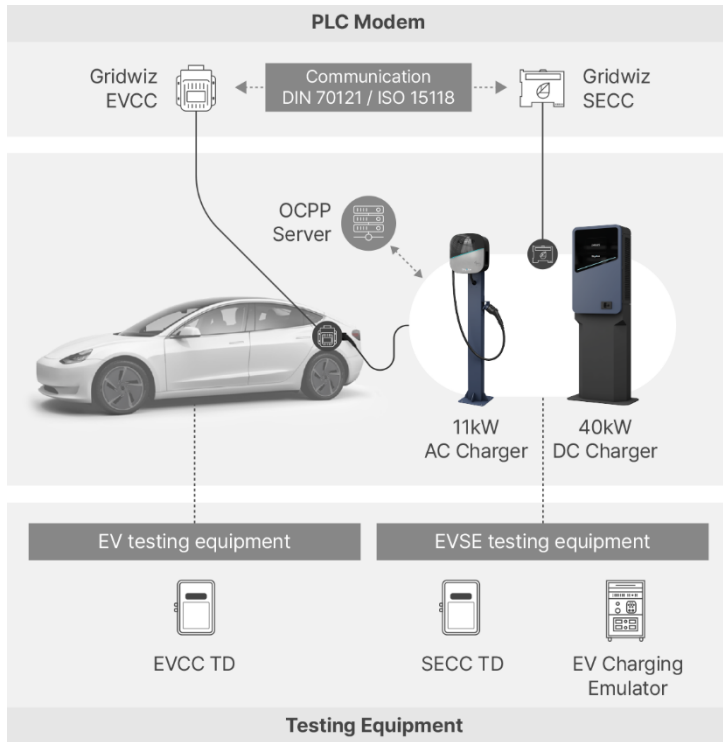 PLC Modem
Gridwiz
EVCC
Communication
DIN 70121 / ISO 15118
Gridwiz
SECC
OCPP
Server
11kW
AC Charger
40kW
DC Charger
EV testing equipment
EVSE testing equipment
EVCC TD
SECC TD
EV Charging
Emulator
Testing Equipment